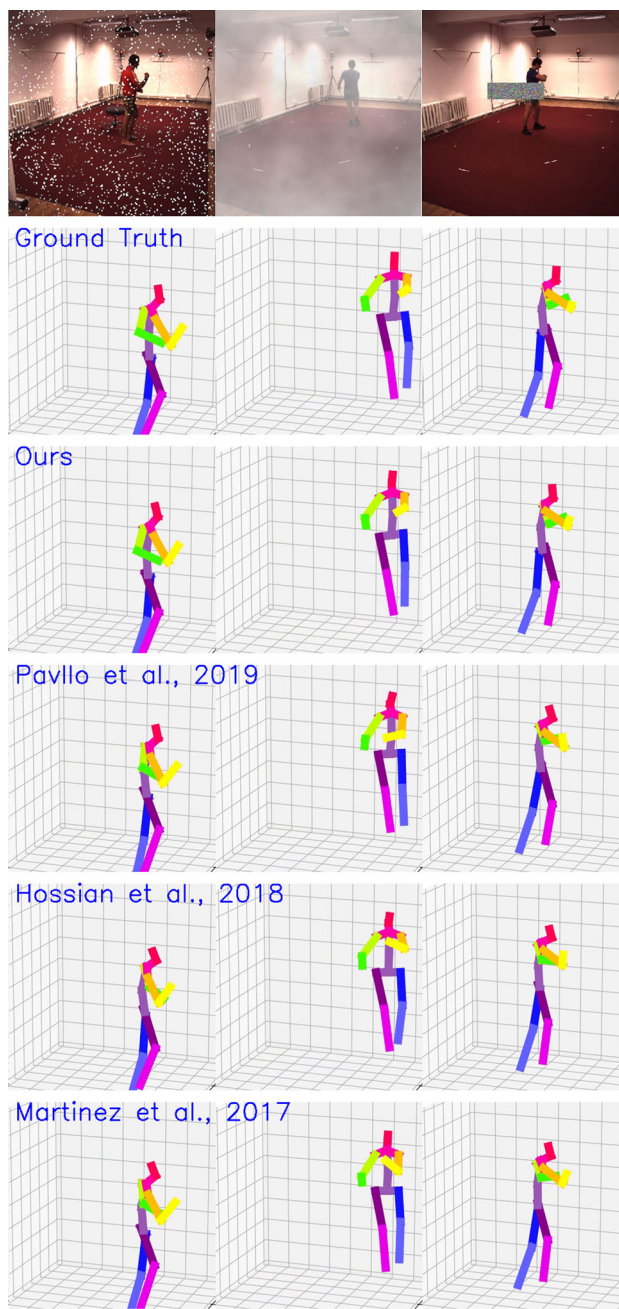 Ground Truth
Ours
Pavllo et al., 2019
Hossian et al., 2018
Martinez et al., 2017